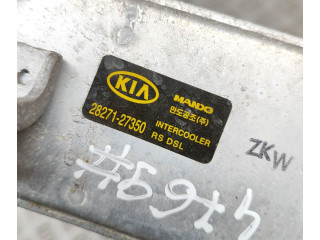 KIA
MANDO
만도공조(주)
28271-27350
INTERCOOLER
RS DSL
ZKW